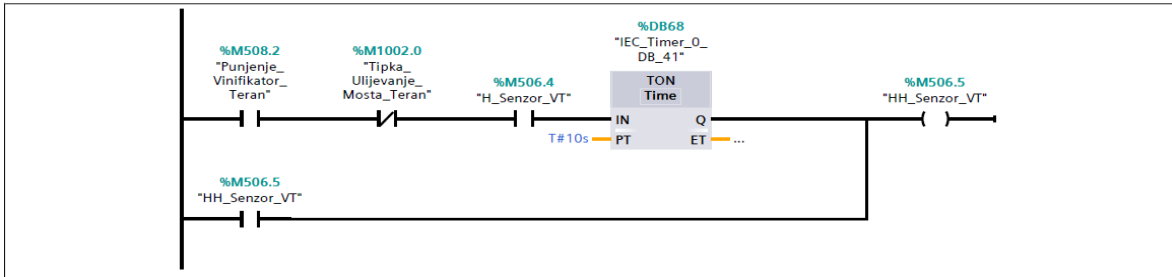 %DB68
"IEC_Timer_0_
DB_41"
%M508.2
"Punjenje_
Vinifikator_
Teran"
%M1002.0
"Tipka_
Ulijevanje_
Mosta_Teran"
%M506.4
"H_Senzor_VT"
TON
Time
%M506.5
"HH_Senzor_VT"
IN
Q
T#10s
PT
ET
...
%M506.5
"HH_Senzor_VT"